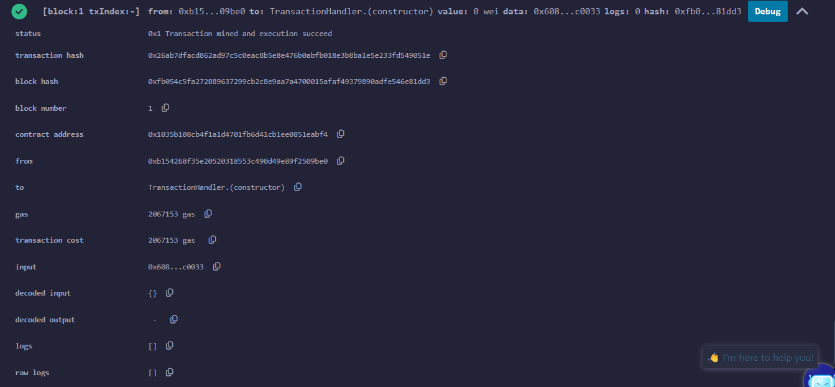 [block:1 txIndex:-] from: 0xb15...09be0 to: TransactionHandler.(constructor) value: 0 wei data: 0x608...c0033 logs: 0 hash: 0xfb0...81dd3 Debug
status 0x1 Transaction mined and execution succeed
transaction hash 0x26ab7dfacd862ad97c5c0eac8b5e8e476b0abfb018e3b8ba1e5e233fd549051e
block hash 0xfb054c5fa272889637299cb2c8e9aa7a4700015afaf49379890adfe546e81dd3
block number 1
contract address 0x1035b108cb4f1a1d4701fb6d41cb1ee0851eabf4
from 0xb154260f35e20520318553c490d49e89f2509be0
to TransactionHandler.(constructor)
gas 2067153 gas
transaction cost 2067153 gas
input 0x608...c0033
decoded input {}
decoded output -
logs []
raw logs []
👋 I'm here to help you!